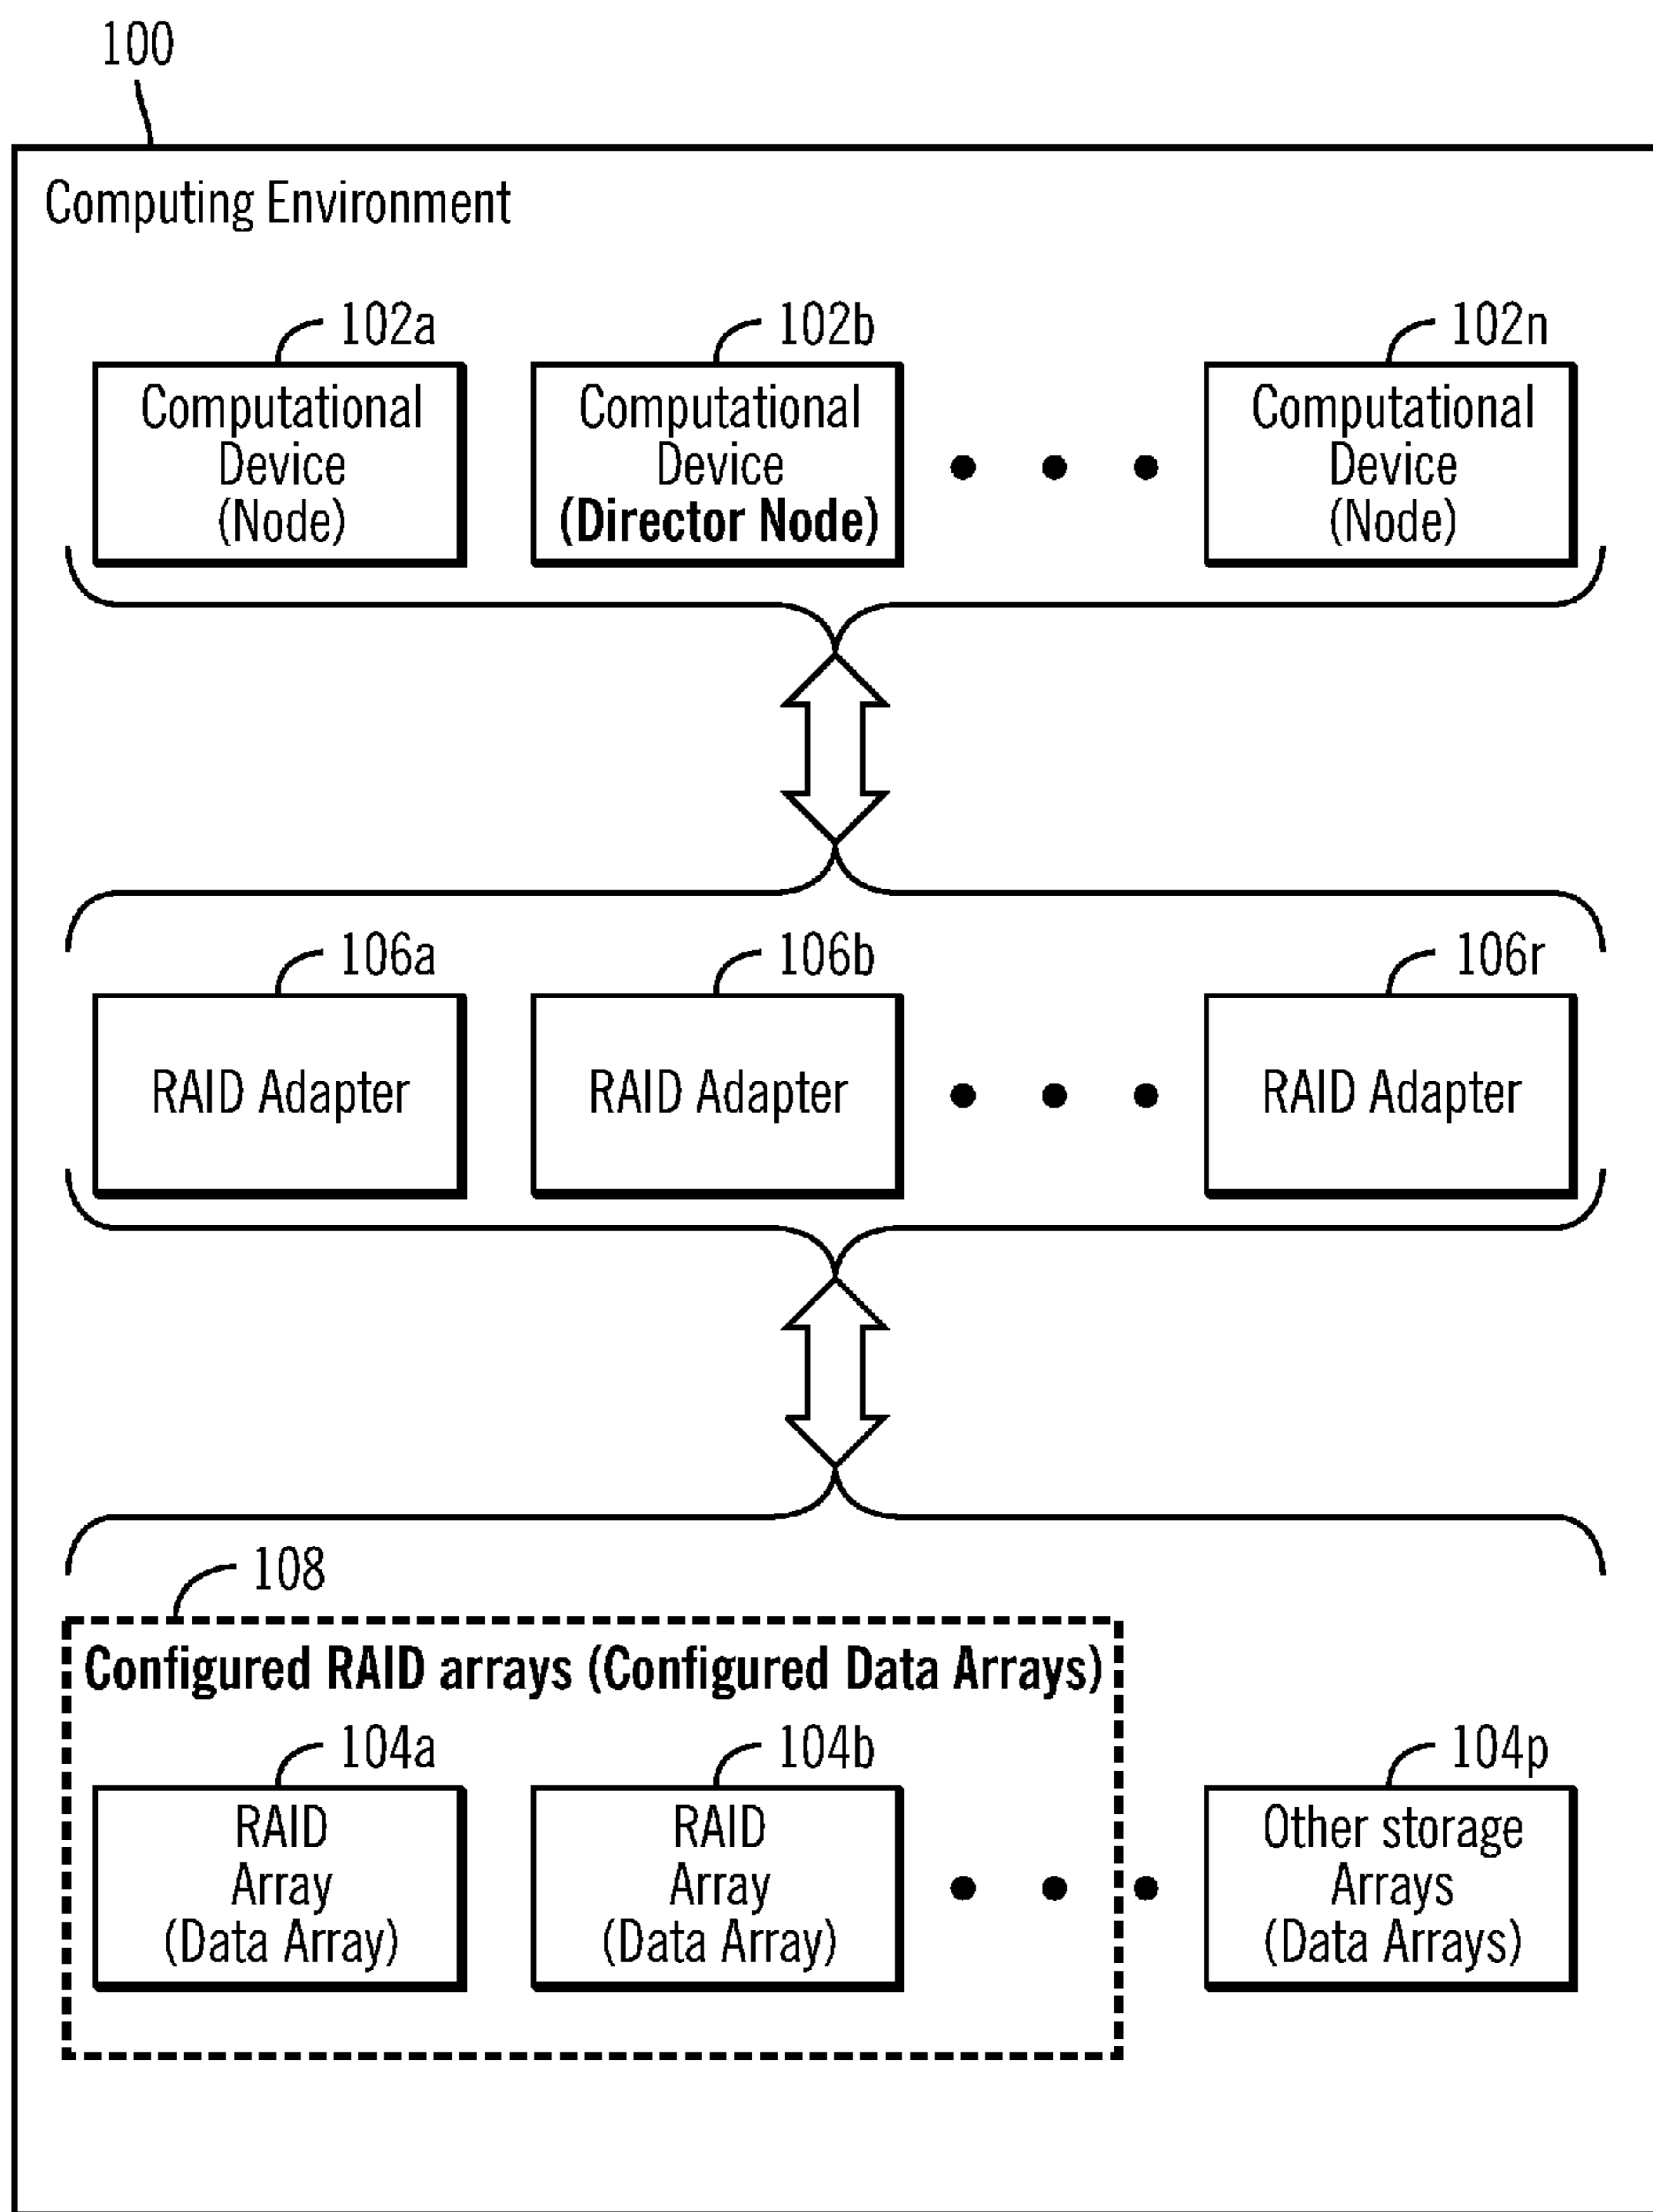 100
Computing Environment
102a
102b
102n
Computational
Device
(Node)
Computational
Device
(Director Node)
Computational
Device
(Node)
106a
106b
106r
RAID Adapter
RAID Adapter
RAID Adapter
108
Configured RAID arrays (Configured Data Arrays)
104a
104b
104p
RAID
Array
(Data Array)
RAID
Array
(Data Array)
Other storage
Arrays
(Data Arrays)